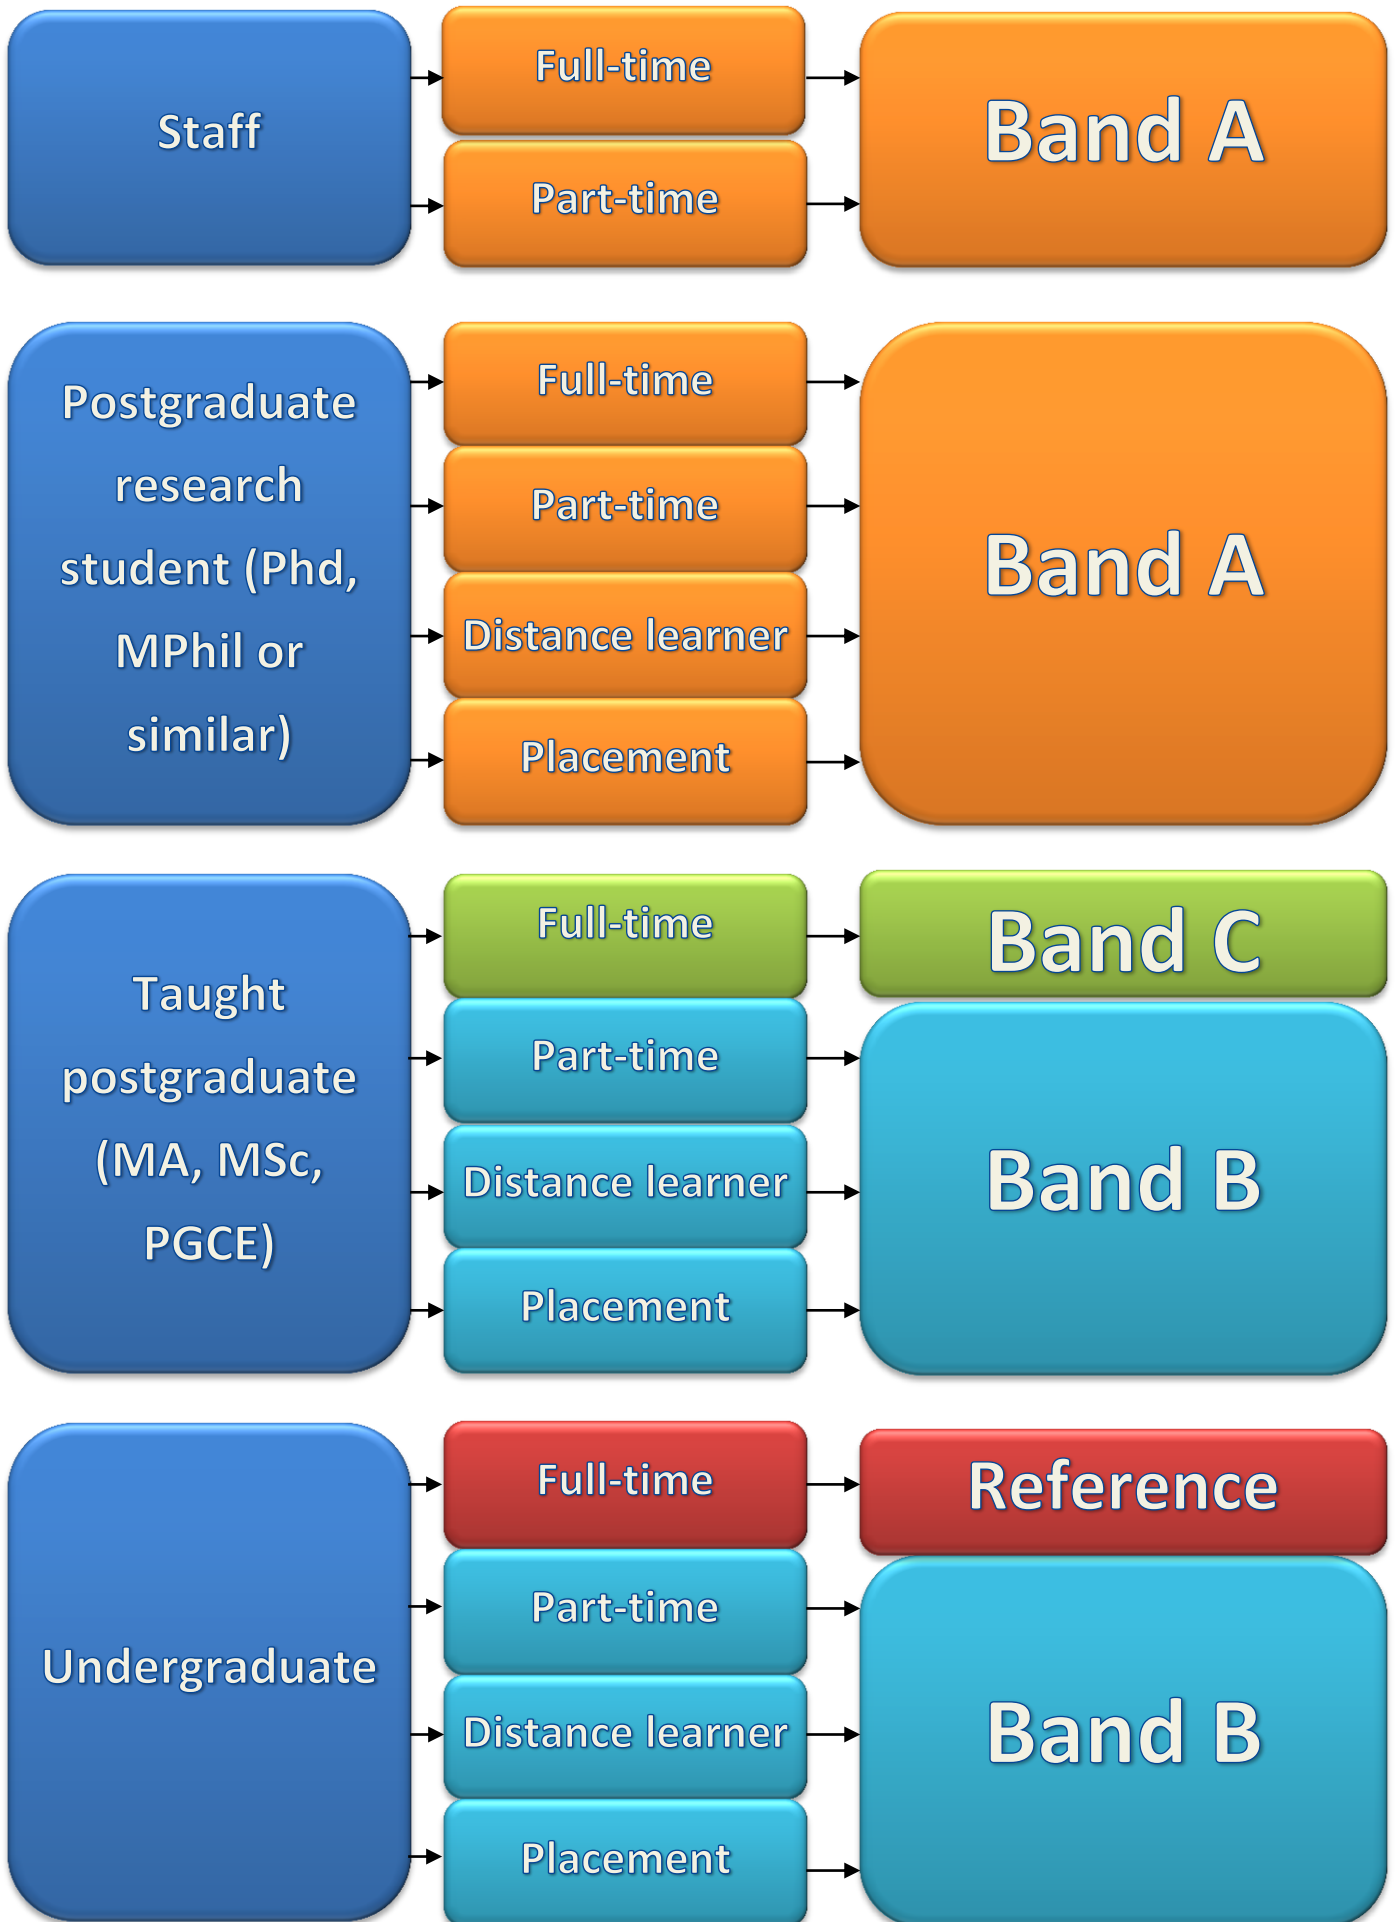 Staff
Full-time
Part-time
Band A
Postgraduate
research
student (Phd,
MPhil or
similar)
Full-time
Part-time
Distance learner
Placement
Band A
Taught
postgraduate
(MA, MSc,
PGCE)
Full-time
Part-time
Distance learner
Placement
Band C
Band B
Undergraduate
Full-time
Part-time
Distance learner
Placement
Reference
Band B